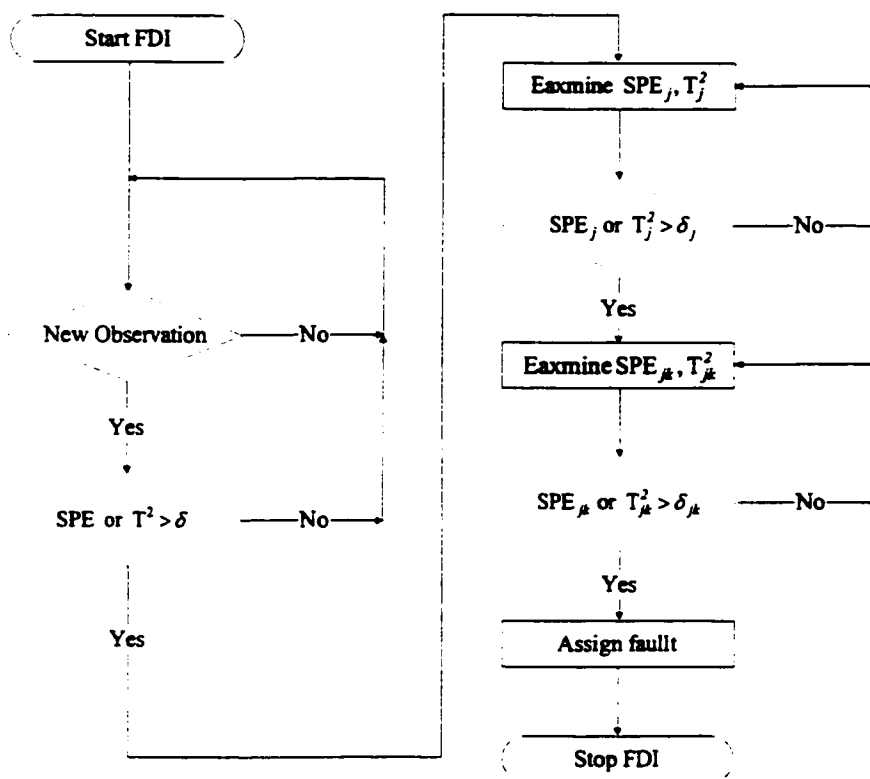 Start FDI
New Observation
No
Yes
SPE or T² > δ
No
Yes
Eaxmine SPE_j, T_j²
SPE_j or T_j² > δ_j
No
Yes
Eaxmine SPE_jk, T_jk²
SPE_jk or T_jk² > δ_jk
No
Yes
Assign faullt
Stop FDI